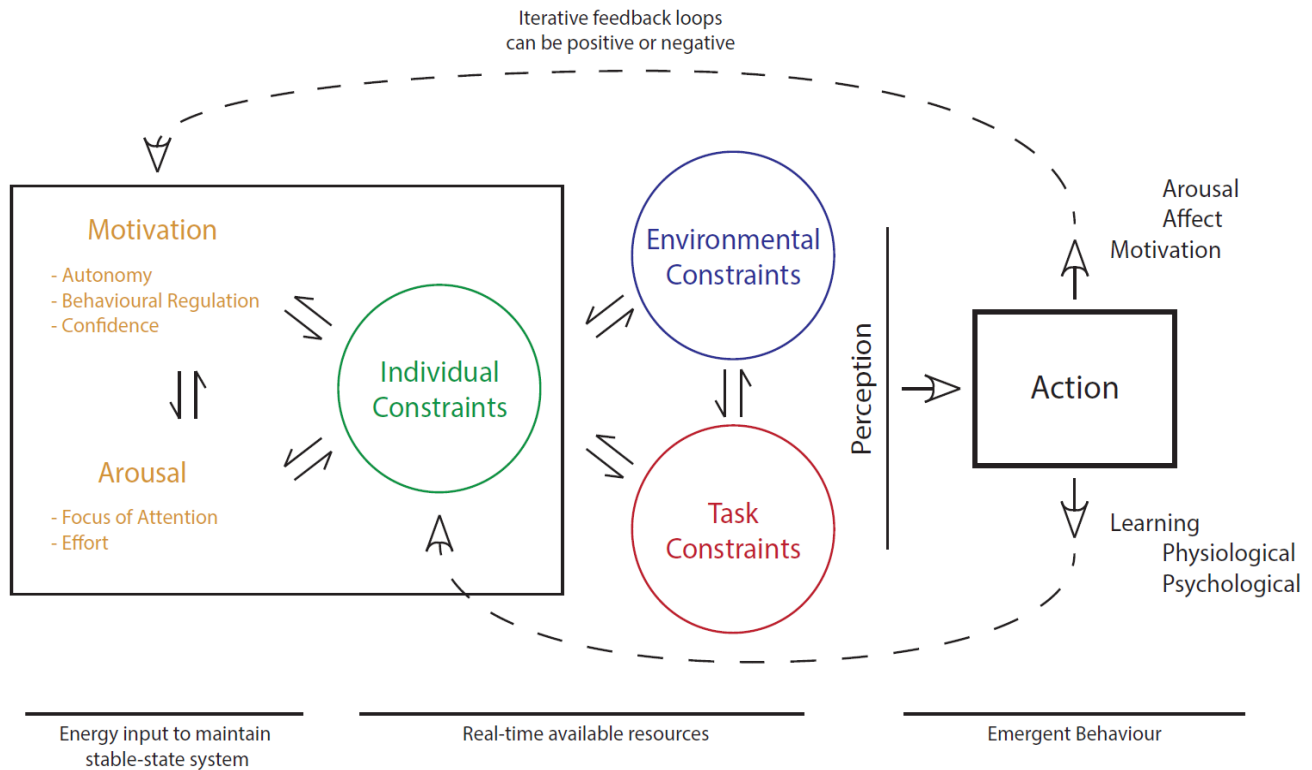 Iterative feedback loops
can be positive or negative
Motivation
- Autonomy
- Behavioural Regulation
- Confidence
Arousal
- Focus of Attention
- Effort
Individual
Constraints
Environmental
Constraints
Task
Constraints
Perception
Action
Arousal
Affect
Motivation
Learning
Physiological
Psychological
Energy input to maintain
stable-state system
Real-time available resources
Emergent Behaviour